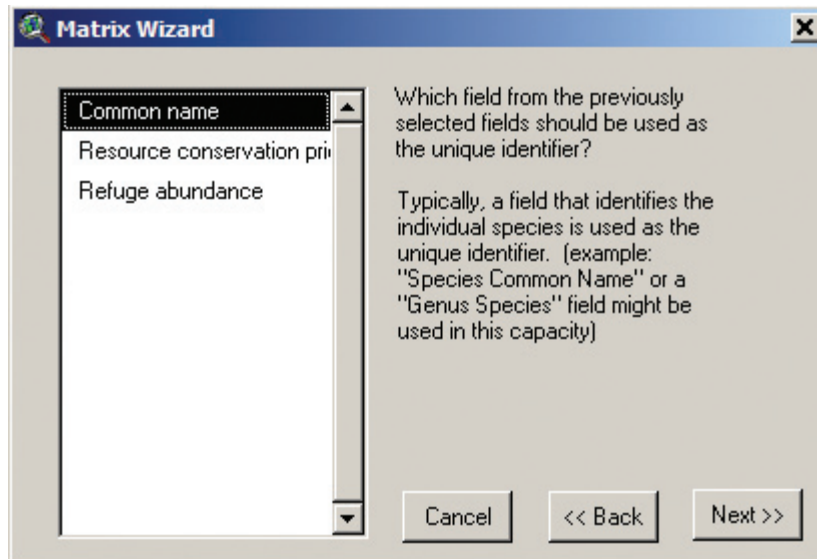 Matrix Wizard
Common name
Resource conservation pri
Refuge abundance
Which field from the previously
selected fields should be used as
the unique identifier?
Typically, a field that identifies the
individual species is used as the
unique identifier. (example:
"Species Common Name" or a
"Genus Species" field might be
used in this capacity)
Cancel
<< Back
Next >>